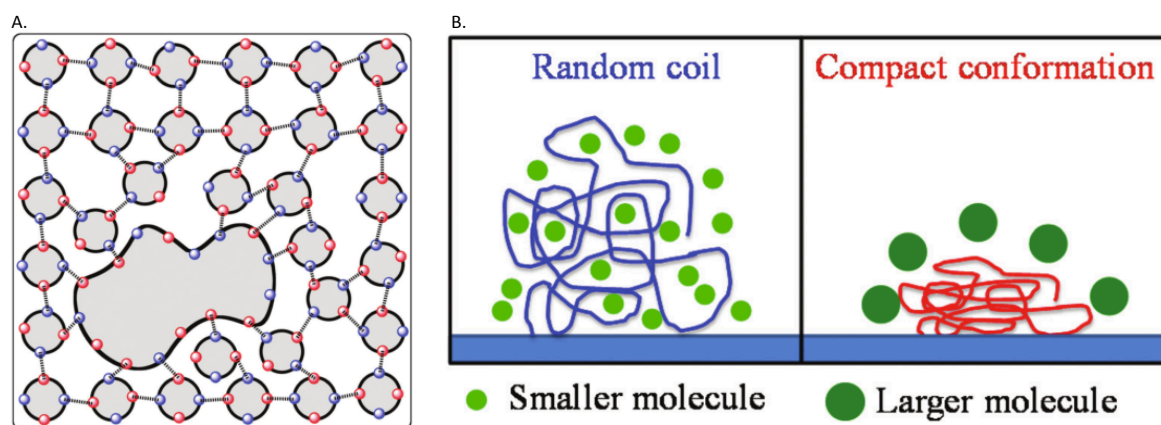 A.
B.
Random coil
Compact conformation
Smaller molecule
Larger molecule